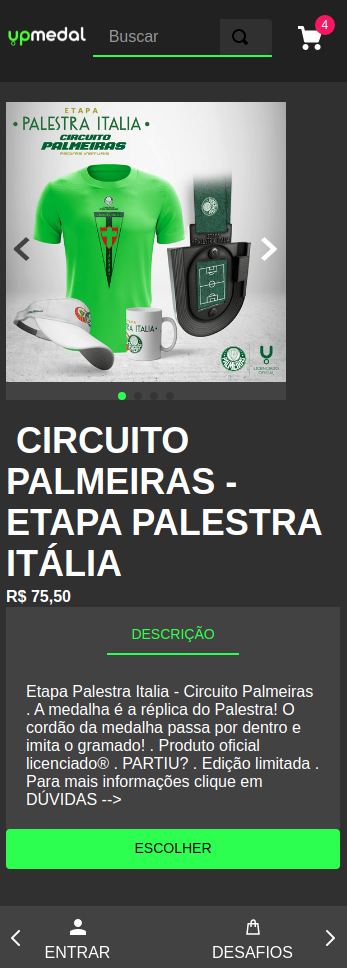 upmedal
Buscar
4
ETAPA
• PALESTRA ITALIA •
CIRCUITO
PALMEIRAS
CIRCUITO
PALMEIRAS -
ETAPA PALESTRA
ITÁLIA
R$ 75,50
DESCRIÇÃO
Etapa Palestra Italia - Circuito Palmeiras
. A medalha é a réplica do Palestra! O
cordão da medalha passa por dentro e
imita o gramado! . Produto oficial
licenciado® . PARTIU? . Edição limitada .
Para mais informações clique em
DÚVIDAS -->
ESCOLHER
ENTRAR
DESAFIOS